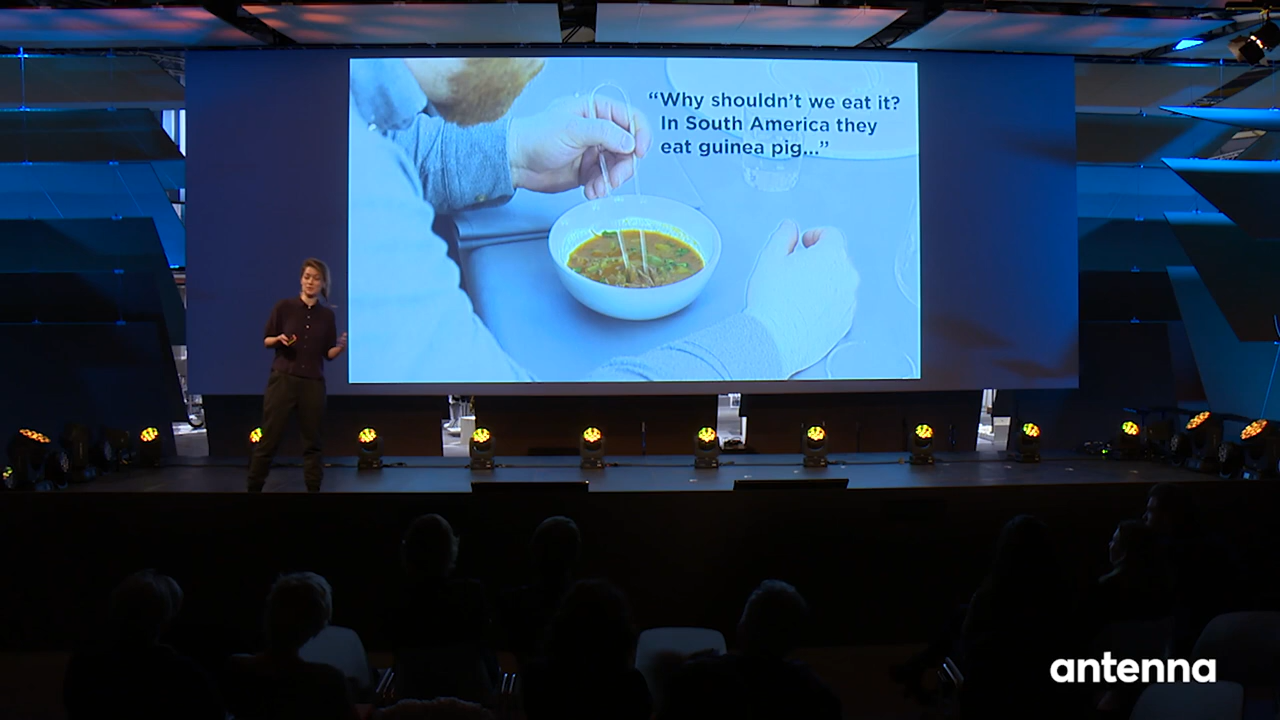 “Why shouldn’t we eat it?
In South America they
eat guinea pig...”
antenna